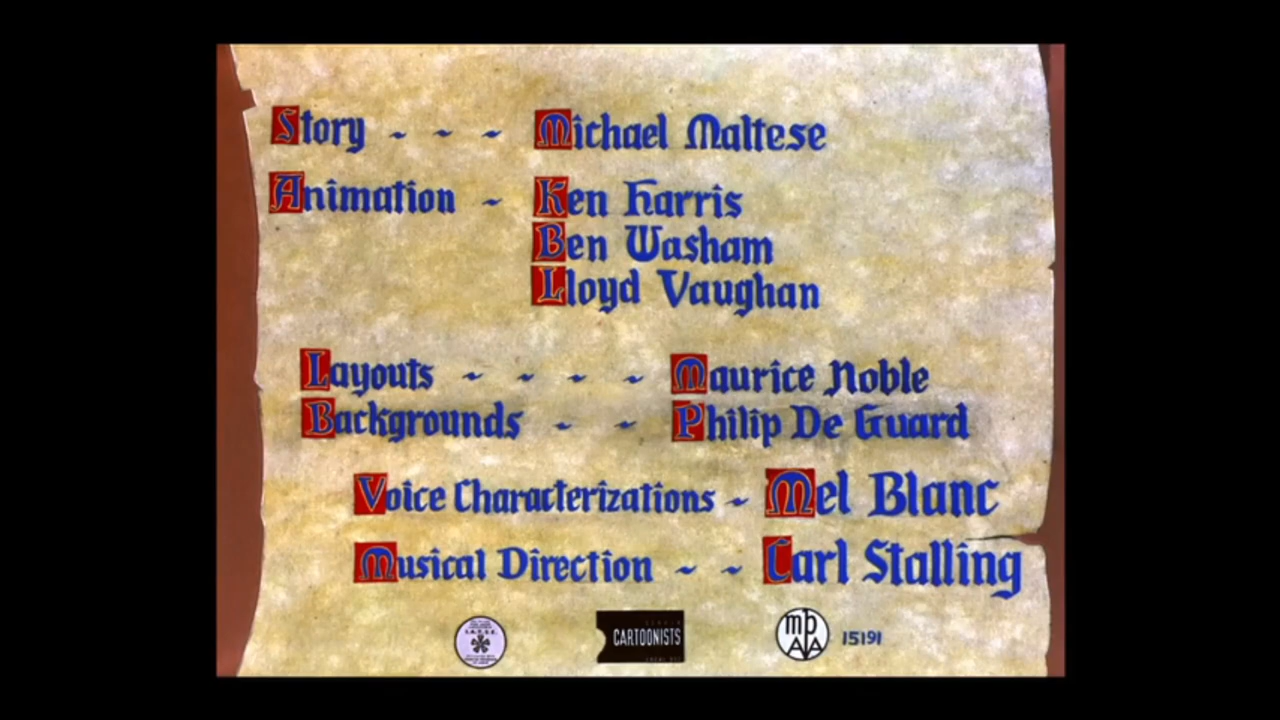 Story - - - Michael Maltese
Animation - Ken Harris
Ben Washam
Lloyd Vaughan
Layouts - - - - Maurice Noble
Backgrounds - - Philip De Guard
Voice Characterizations - Mel Blanc
Musical Direction - - Carl Stalling
I.A.T.S.E.
CARTOONISTS
mpAA 15191